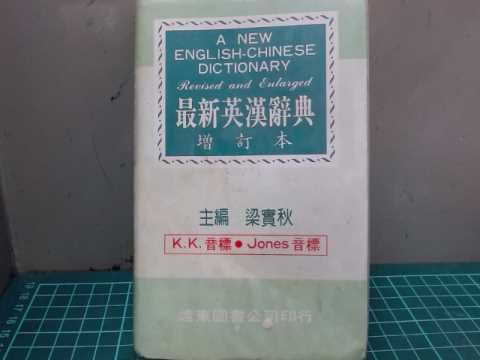 A NEW
ENGLISH-CHINESE
DICTIONARY
Revised and Enlarged
最新英漢辭典
增訂本
主編 梁實秋
K.K.音標●Jones音標
遠東圖書公司印行